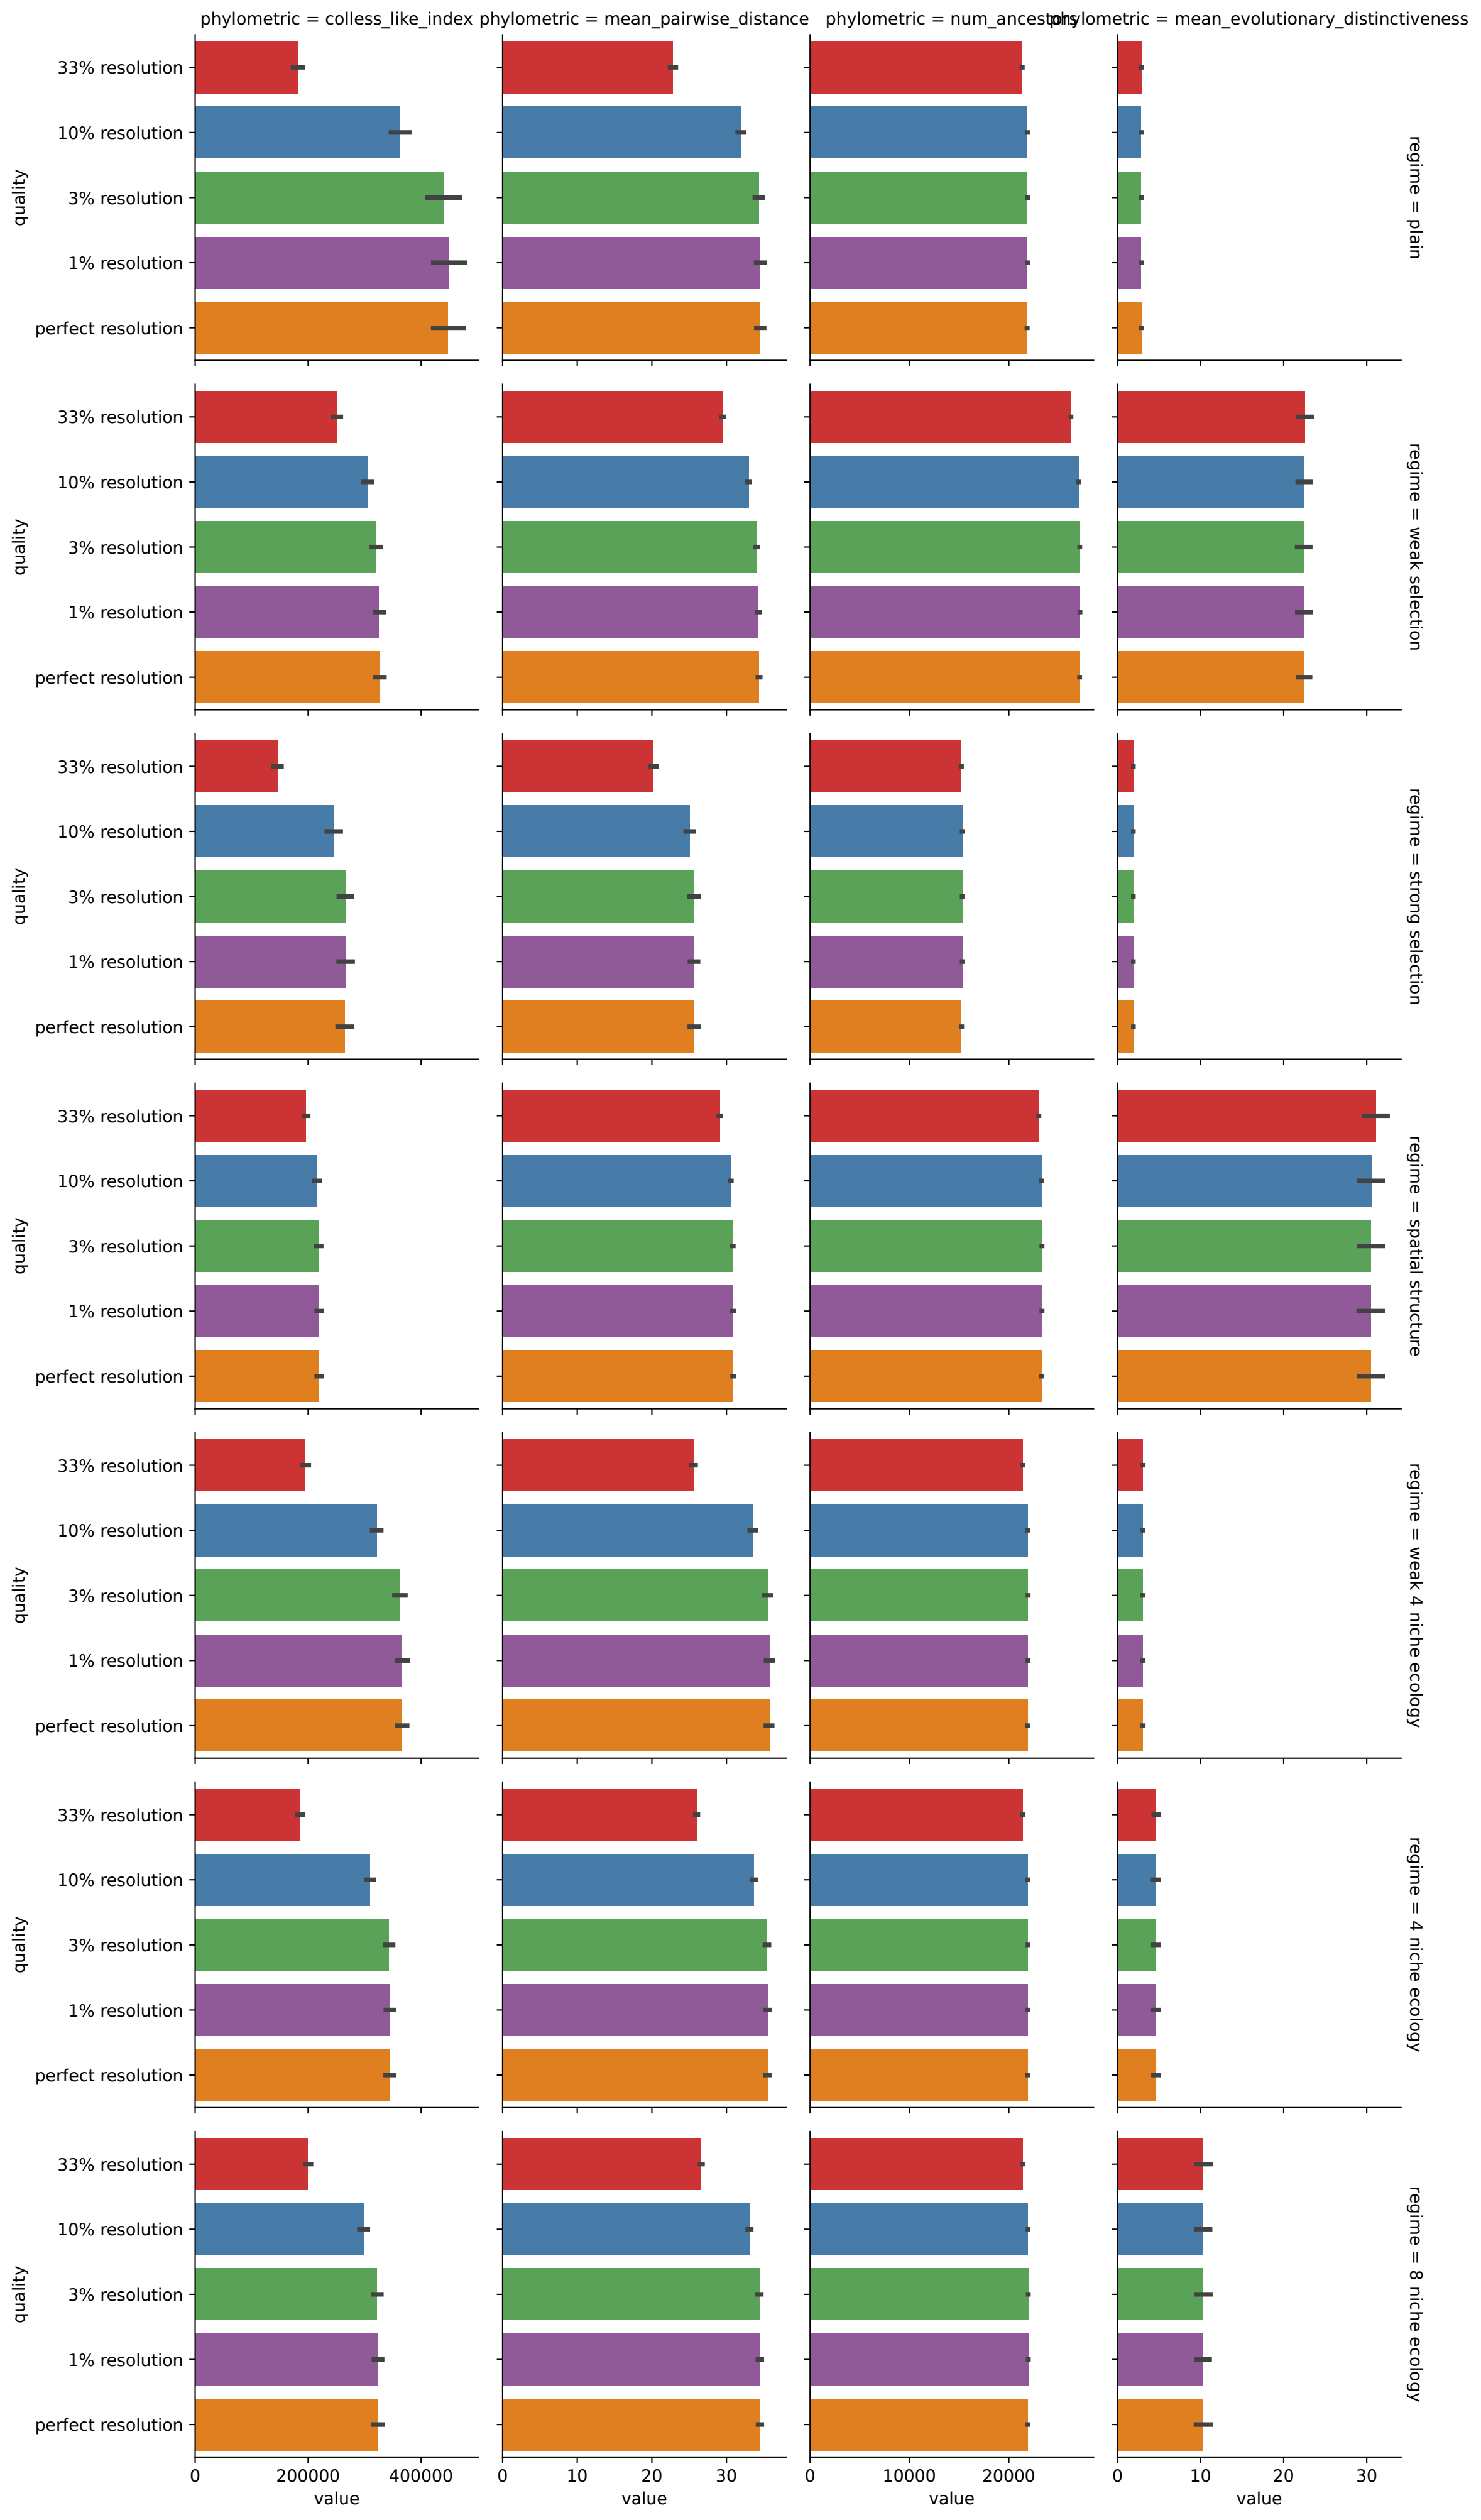 phylometric = colless_like_index
phylometric = mean_pairwise_distance
phylometric = num_ancestors
phylometric = mean_evolutionary_distinctiveness
33% resolution
10% resolution
3% resolution
1% resolution
perfect resolution
quality
regime = plain
33% resolution
10% resolution
3% resolution
1% resolution
perfect resolution
quality
regime = weak selection
33% resolution
10% resolution
3% resolution
1% resolution
perfect resolution
quality
regime = strong selection
33% resolution
10% resolution
3% resolution
1% resolution
perfect resolution
quality
regime = spatial structure
33% resolution
10% resolution
3% resolution
1% resolution
perfect resolution
quality
regime = weak 4 niche ecology
33% resolution
10% resolution
3% resolution
1% resolution
perfect resolution
quality
regime = 4 niche ecology
33% resolution
10% resolution
3% resolution
1% resolution
perfect resolution
quality
regime = 8 niche ecology
0 200000 400000
0 10 20 30
0 10000 20000
0 10 20 30
value
value
value
value